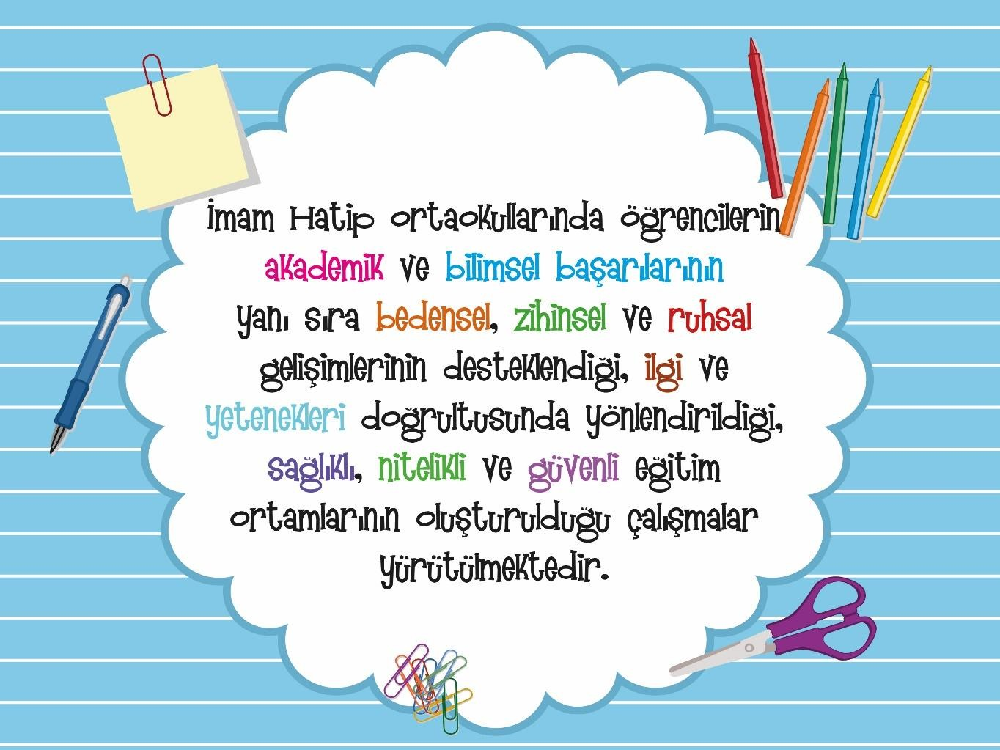 İmam Hatip ortaokullarında öğrencilerin
akademik ve bilimsel başarılarının
yanı sıra bedensel, zihinsel ve ruhsal
gelişimlerinin desteklendiği, ilgi ve
yetenekleri doğrultusunda yönlendirildiği,
sağlıklı, nitelikli ve güvenli eğitim
ortamlarının oluşturulduğu çalışmalar
yürütülmektedir.